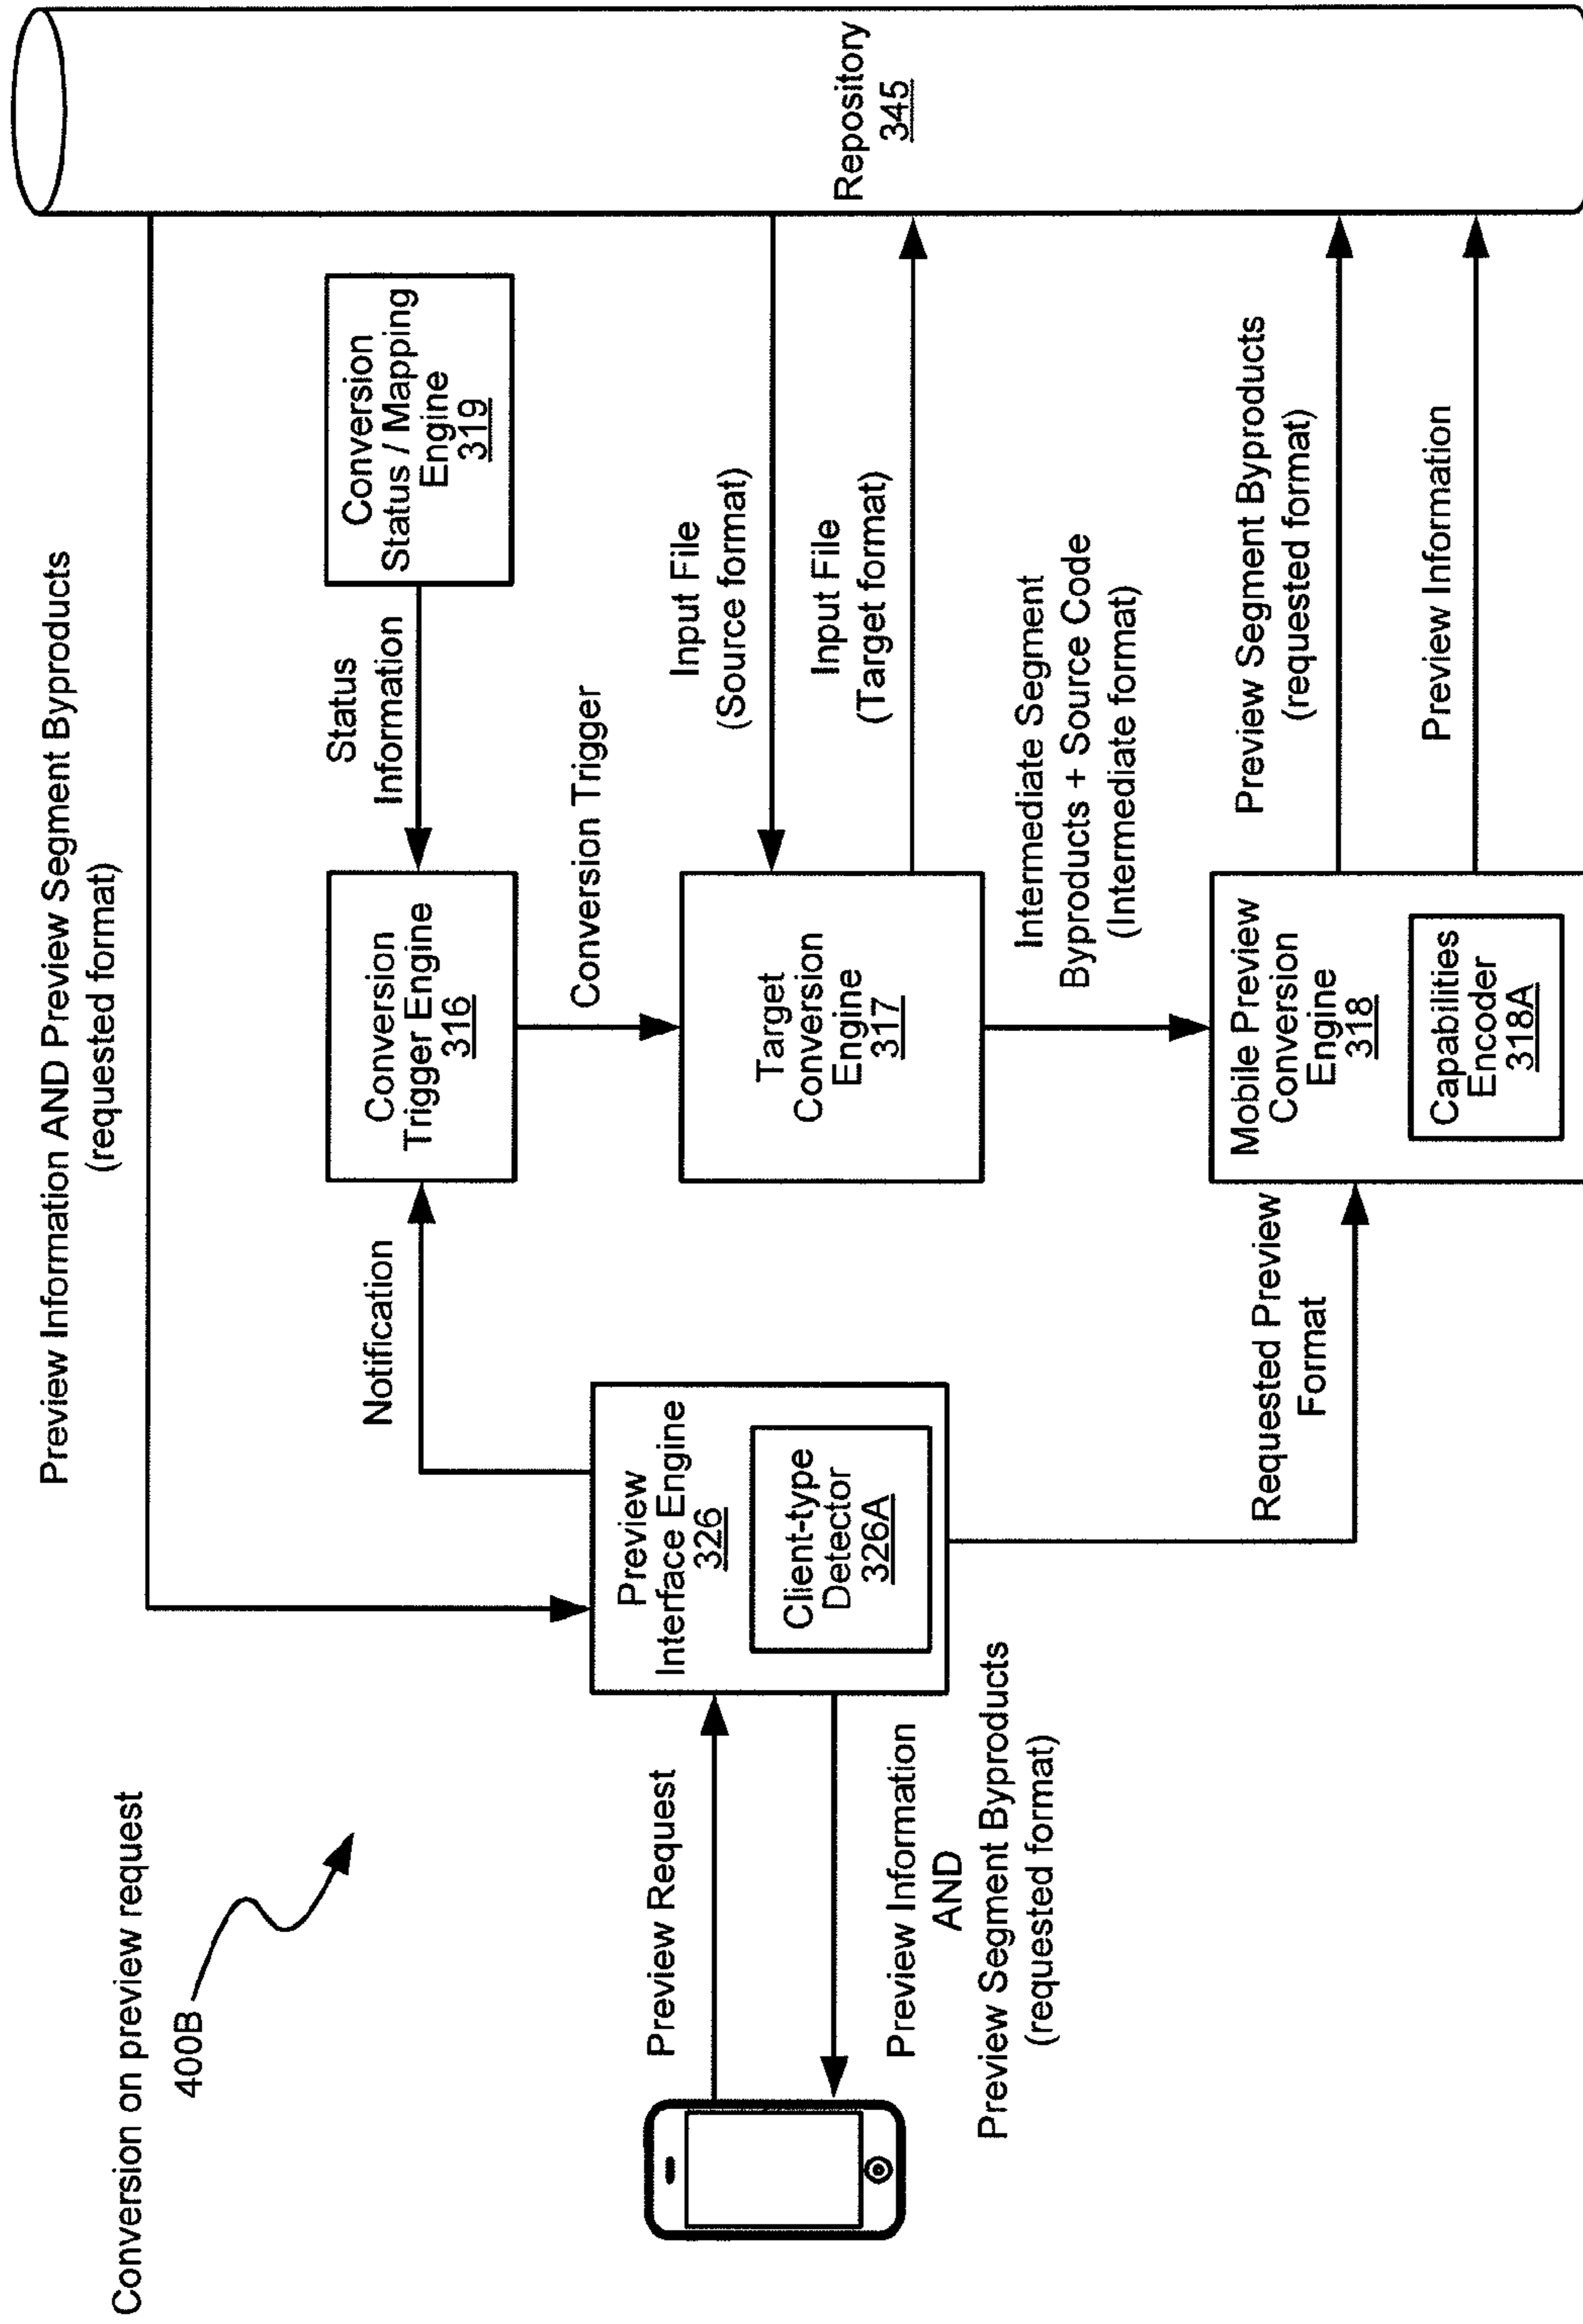 Conversion on preview request
400B
Preview Information AND Preview Segment Byproducts
(requested format)
Preview Request
Preview Information
AND
Preview Segment Byproducts
(requested format)
Preview
Interface Engine
326
Client-type
Detector
326A
Notification
Requested Preview
Format
Conversion
Trigger Engine
316
Status
Information
Conversion
Status / Mapping
Engine
319
Conversion Trigger
Target
Conversion
Engine
317
Input File
(Source format)
Input File
(Target format)
Intermediate Segment
Byproducts + Source Code
(Intermediate format)
Mobile Preview
Conversion
Engine
318
Capabilities
Encoder
318A
Preview Segment Byproducts
(requested format)
Preview Information
Repository
345